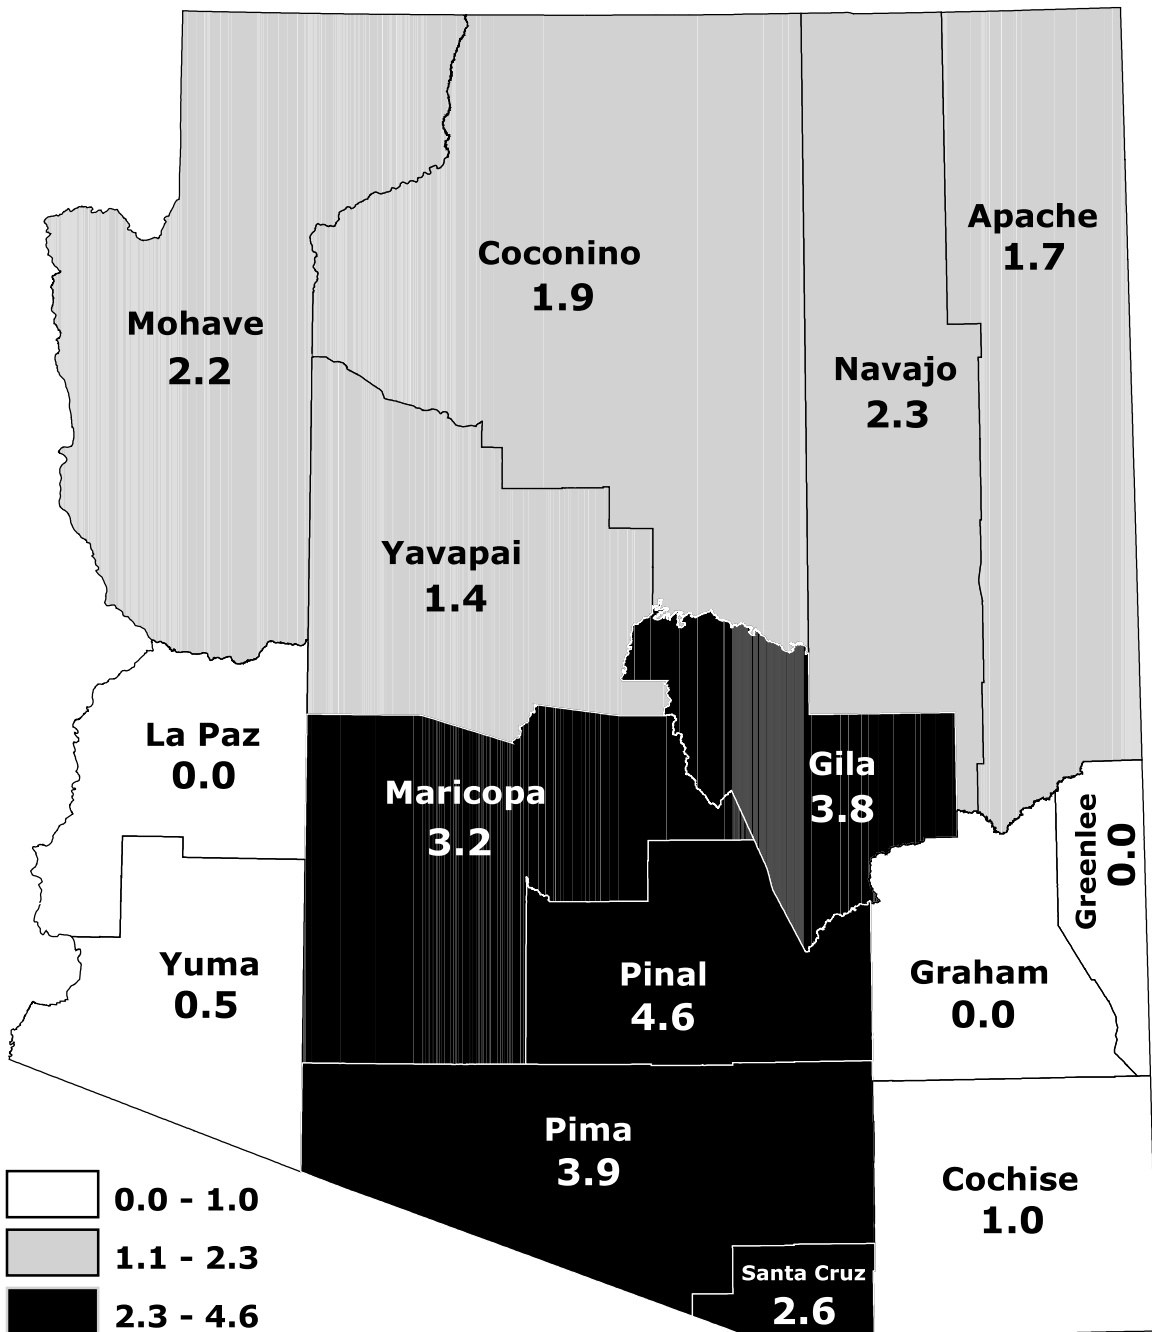 Apache
1.7
Coconino
1.9
Mohave
2.2
Navajo
2.3
Yavapai
1.4
La Paz
0.0
Maricopa
3.2
Gila
3.8
Greenlee
0.0
Yuma
0.5
Pinal
4.6
Graham
0.0
Pima
3.9
Cochise
1.0
Santa Cruz
2.6
0.0 - 1.0
1.1 - 2.3
2.3 - 4.6